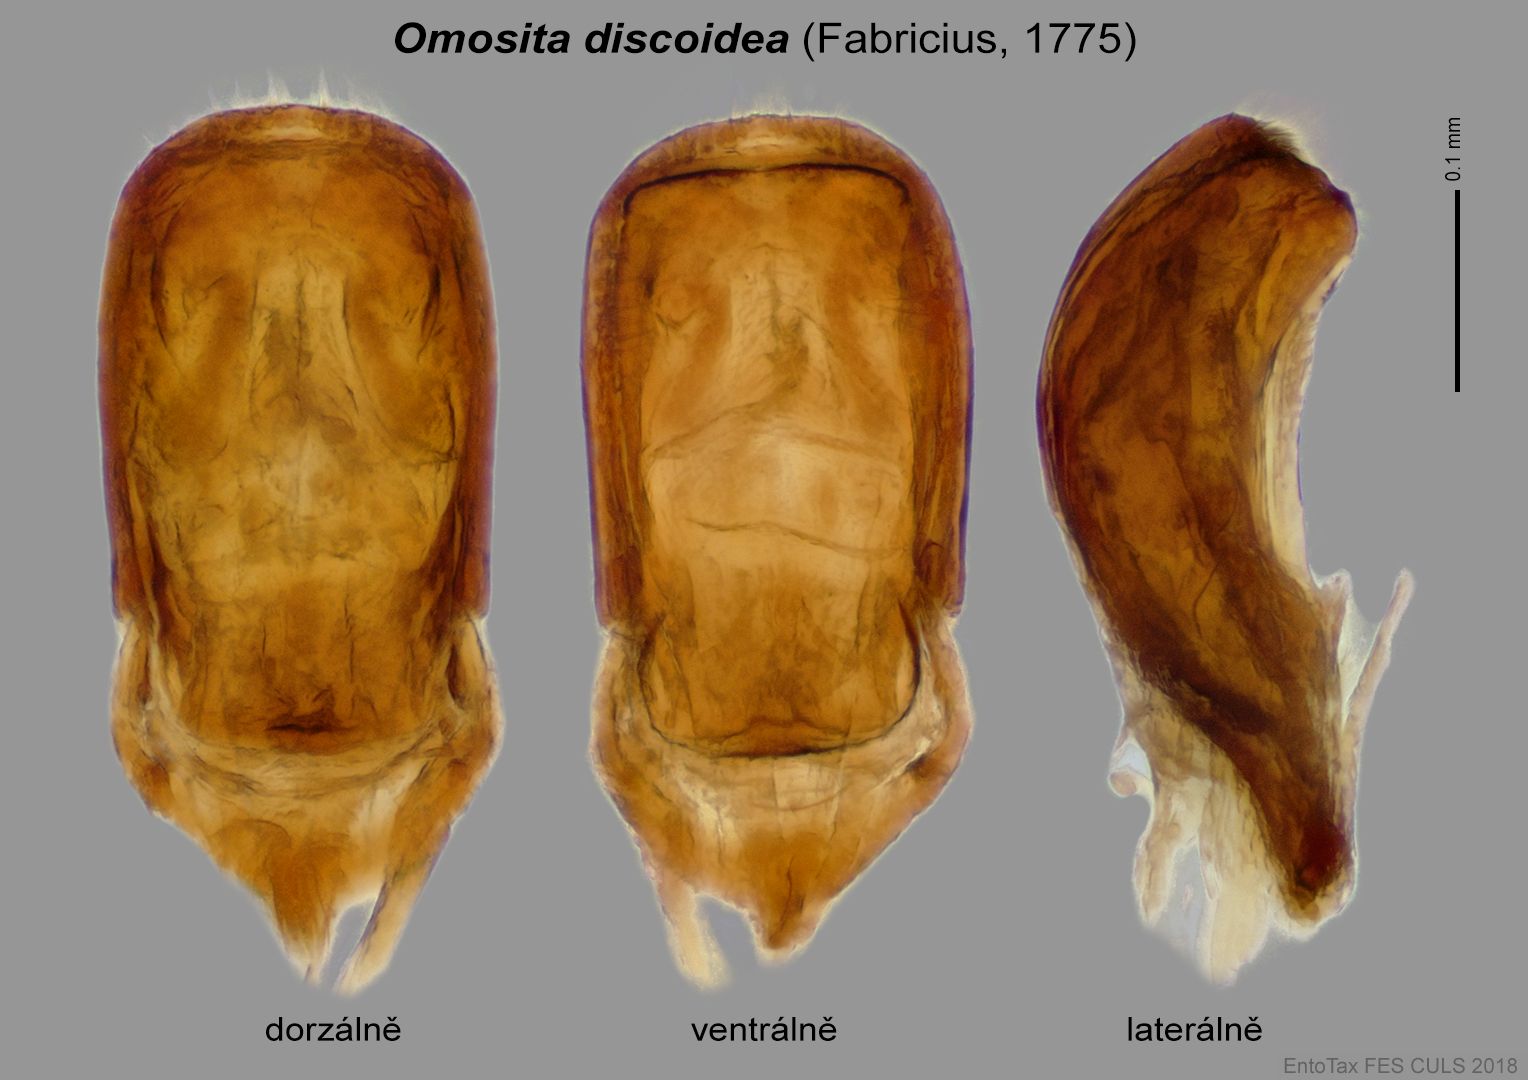 Omosita discoidea (Fabricius, 1775)
0.1 mm
dorzálně
ventrálně
laterálně
EntoTax FES CULS 2018